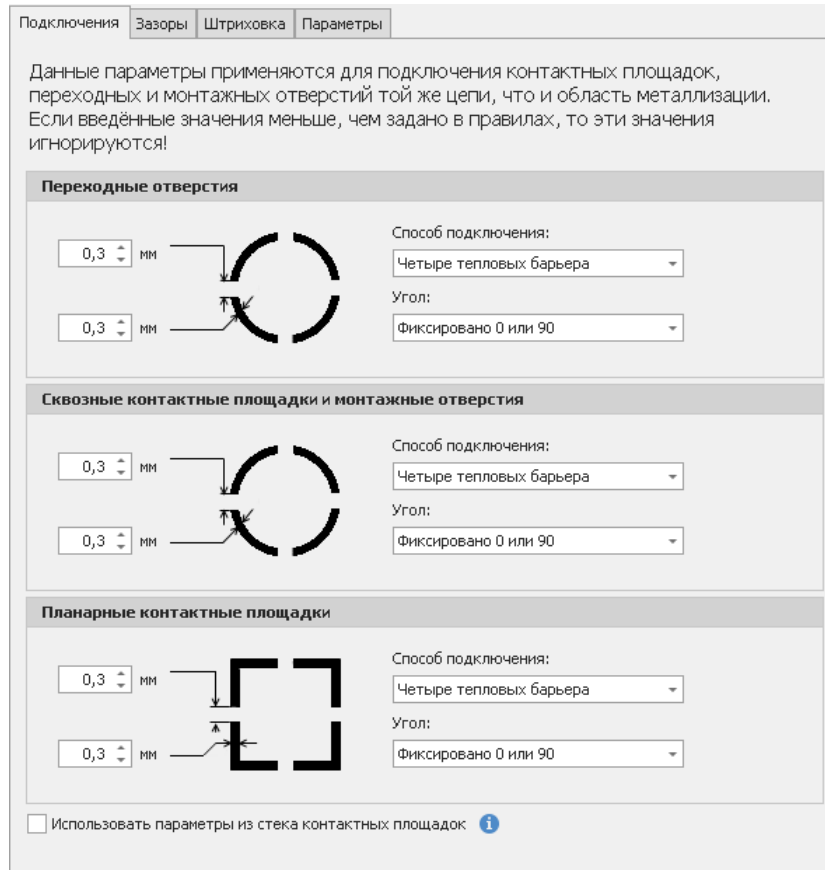 Подключения Зазоры Штриховка Параметры
Данные параметры применяются для подключения контактных площадок,
переходных и монтажных отверстий той же цепи, что и область металлизации.
Если введённые значения меньше, чем задано в правилах, то эти значения
игнорируются!
Переходные отверстия
Способ подключения:
0,3 мм
Четыре тепловых барьера
Угол:
0,3 мм
Фиксировано 0 или 90
Сквозные контактные площадки и монтажные отверстия
Способ подключения:
0,3 мм
Четыре тепловых барьера
Угол:
0,3 мм
Фиксировано 0 или 90
Планарные контактные площадки
Способ подключения:
0,3 мм
Четыре тепловых барьера
Угол:
0,3 мм
Фиксировано 0 или 90
Использовать параметры из стека контактных площадок